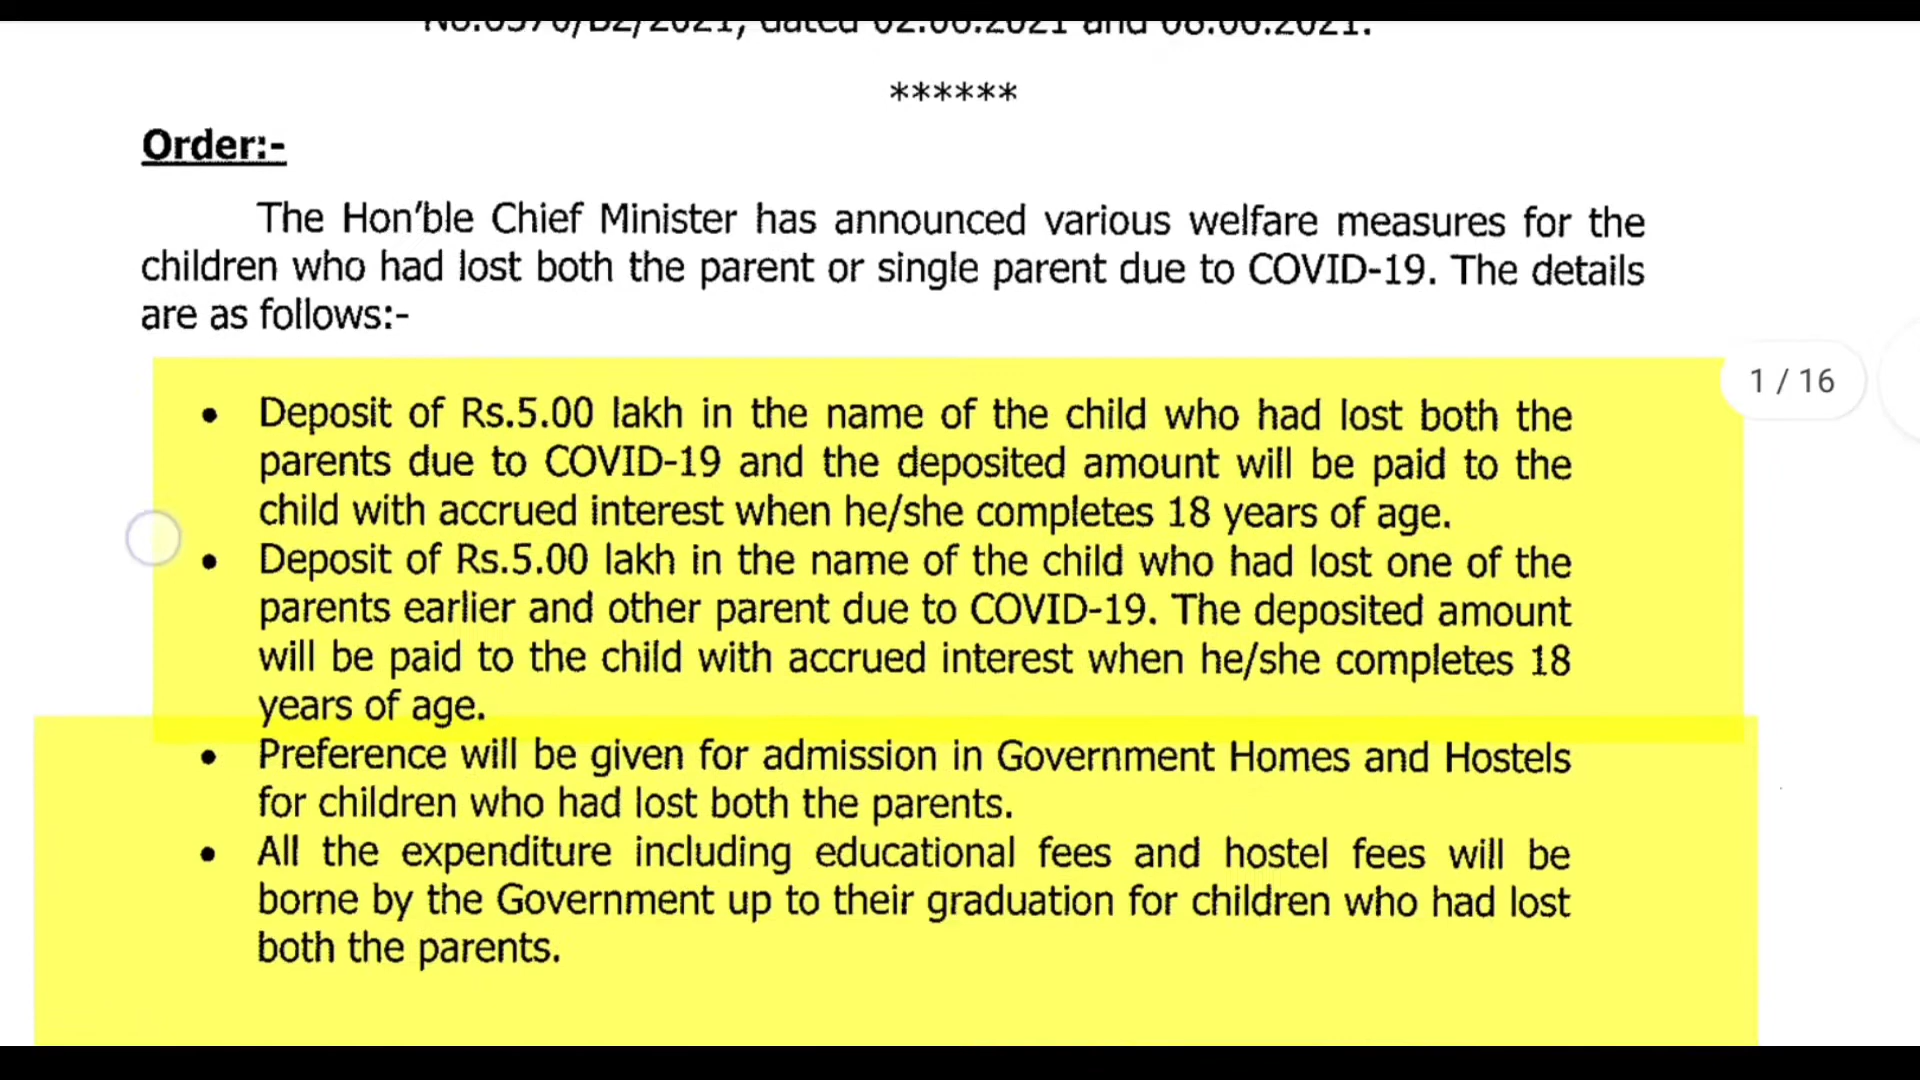 dated 02.06.2021 and 08.06.2021.
******
Order:-
The Hon'ble Chief Minister has announced various welfare measures for the
children who had lost both the parent or single parent due to COVID-19. The details
are as follows:-
1 / 16
• Deposit of Rs.5.00 lakh in the name of the child who had lost both the
parents due to COVID-19 and the deposited amount will be paid to the
child with accrued interest when he/she completes 18 years of age.
• Deposit of Rs.5.00 lakh in the name of the child who had lost one of the
parents earlier and other parent due to COVID-19. The deposited amount
will be paid to the child with accrued interest when he/she completes 18
years of age.
• Preference will be given for admission in Government Homes and Hostels
for children who had lost both the parents.
• All the expenditure including educational fees and hostel fees will be
borne by the Government up to their graduation for children who had lost
both the parents.